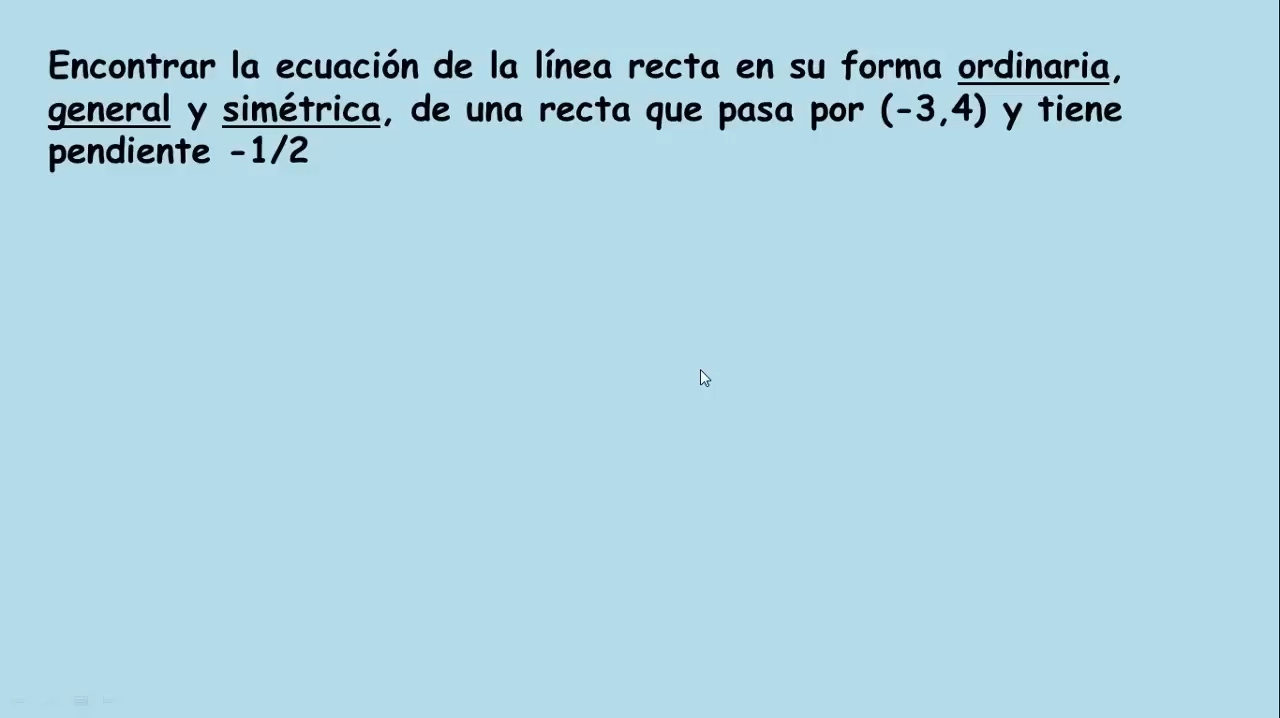 Encontrar la ecuación de la línea recta en su forma ordinaria,
general y simétrica, de una recta que pasa por (-3,4) y tiene
pendiente -1/2